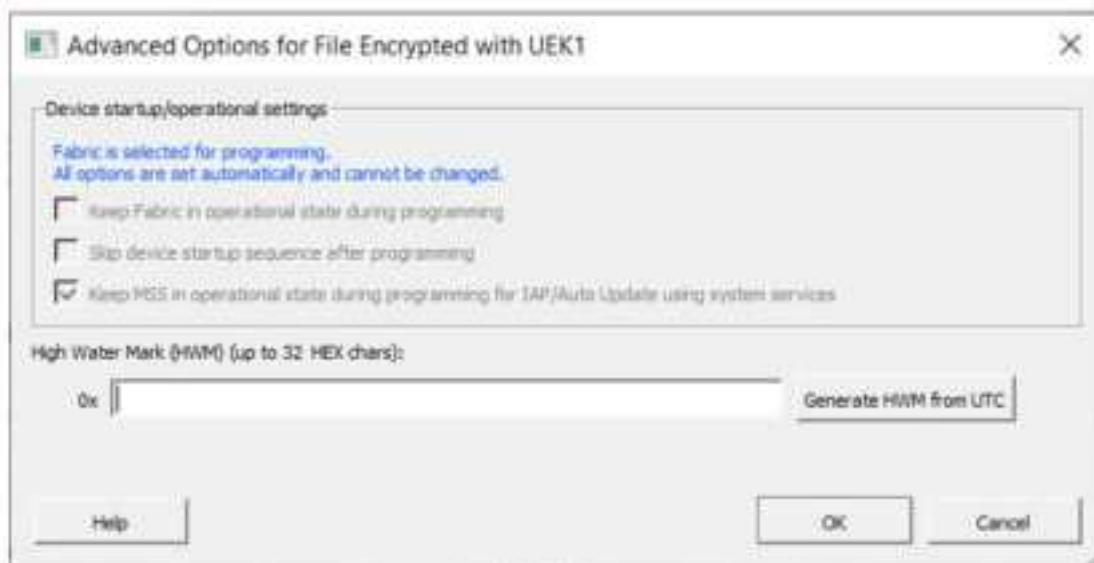 Advanced Options for File Encrypted with UEK1
Device startup/operational settings
Fabric is selected for programming.
All options are set automatically and cannot be changed.
Keep Fabric in operational state during programming
Skip device startup sequence after programming
Keep MSS in operational state during programming for IAP/Auto Update using system services
High Water Mark (HWM) (up to 32 HEX chars):
0x
Generate HWM from UTC
Help
OK
Cancel